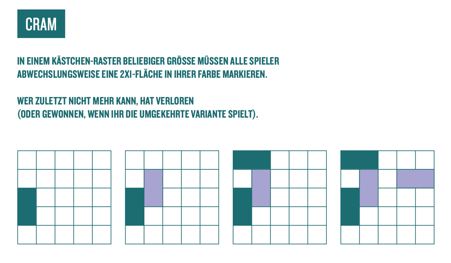 CRAM
IN EINEM KÄSTCHEN-RASTER BELIEBIGER GRÖSSE MÜSSEN ALLE SPIELER
ABWECHSLUNGSWEISE EINE 2X1-FLÄCHE IN IHRER FARBE MARKIEREN.
WER ZULETZT NICHT MEHR KANN, HAT VERLOREN
(ODER GEWONNEN, WENN IHR DIE UMGEKEHRTE VARIANTE SPIELT).